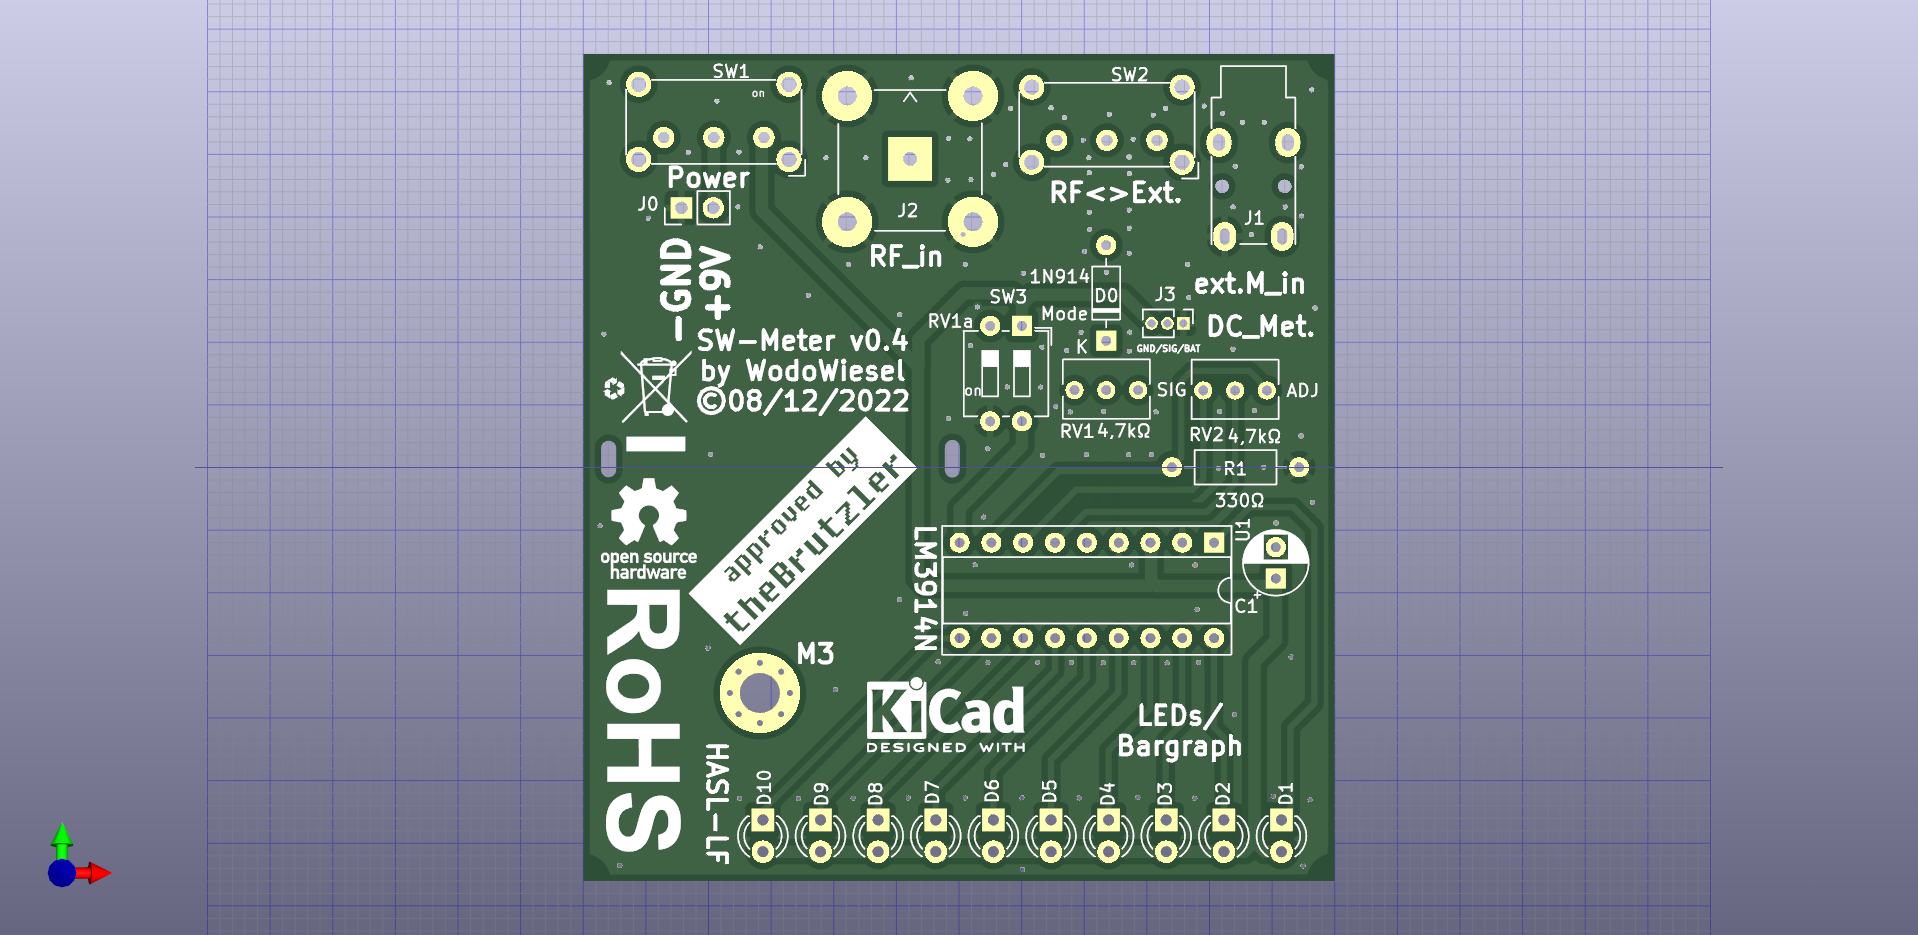 SW1
on
SW2
Power
J0
J2
RF<>Ext.
J1
-GND
+9V
RF_in
1N914
ext.M_in
SW3
D0
J3
RV1a
Mode
DC_Met.
K
GND/SIG/BAT
SW-Meter v0.4
by WodoWiesel
©08/12/2022
on
SIG
ADJ
RV1 4,7kΩ
RV2 4,7kΩ
R1
330Ω
approved by
theBrutzler
open source
hardware
LM3914N
U1
+
C1
RoHS
M3
KiCad
DESIGNED WITH
LEDs/
Bargraph
HASL-LF
D10
D9
D8
D7
D6
D5
D4
D3
D2
D1